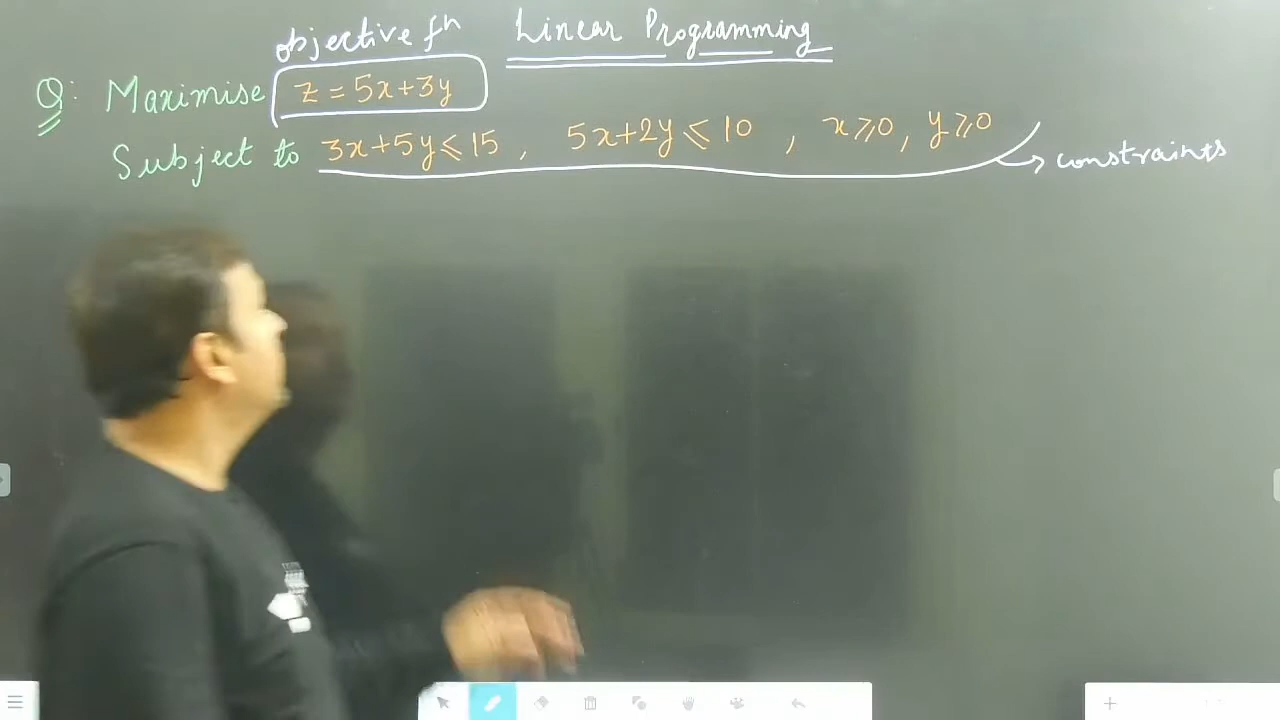 Linear Programming
objective fn
Q: Maximise z = 5x+3y
Subject to 3x+5y ⩽ 15 , 5x+2y ⩽ 10 , x ⩾ 0, y ⩾ 0 → constraints